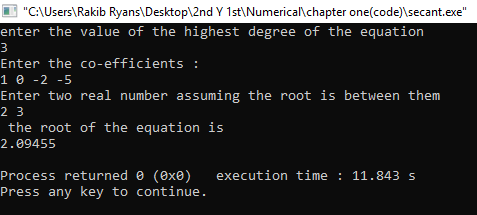 "C:\Users\Rakib Ryans\Desktop\2nd Y 1st\Numerical\chapter one(code)\secant.exe"
enter the value of the highest degree of the equation
3
Enter the co-efficients :
1 0 -2 -5
Enter two real number assuming the root is between them
2 3
 the root of the equation is
2.09455
Process returned 0 (0x0)   execution time : 11.843 s
Press any key to continue.